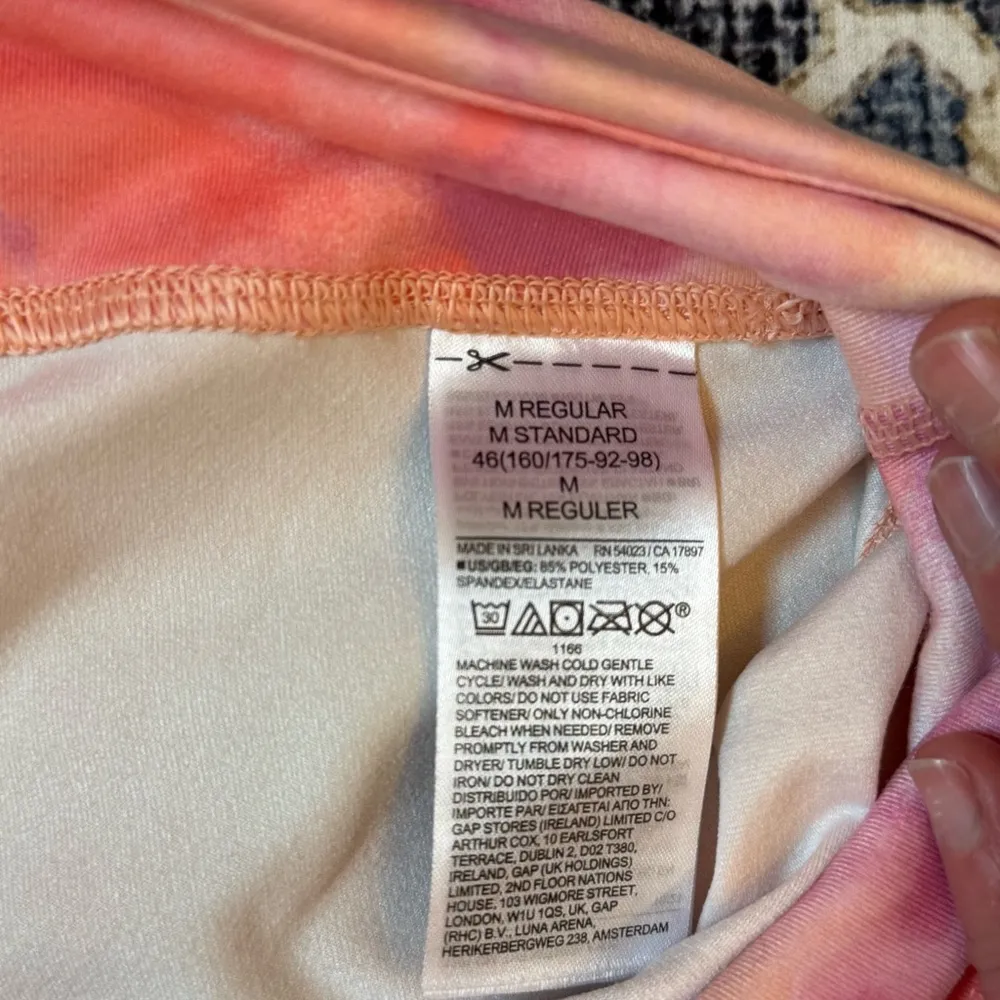 M REGULAR
M STANDARD
46(160/175-92-98)
M
M REGULER
MADE IN SRI LANKA RN 54023 / CA 17897
■ US/GB/EG: 85% POLYESTER, 15%
SPANDEX/ELASTANE
30
®
1166
MACHINE WASH COLD GENTLE
CYCLE/ WASH AND DRY WITH LIKE
COLORS/ DO NOT USE FABRIC
SOFTENER/ ONLY NON-CHLORINE
BLEACH WHEN NEEDED/ REMOVE
PROMPTLY FROM WASHER AND
DRYER/ TUMBLE DRY LOW/ DO NOT
IRON/ DO NOT DRY CLEAN
DISTRIBUIDO POR/ IMPORTED BY/
IMPORTE PAR/ ΕΙΣΑΓΕΤΑΙ ΑΠΟ ΤΗΝ:
GAP STORES (IRELAND) LIMITED C/O
ARTHUR COX, 10 EARLSFORT
TERRACE, DUBLIN 2, D02 T380,
IRELAND, GAP (UK HOLDINGS)
LIMITED, 2ND FLOOR NATIONS
HOUSE, 103 WIGMORE STREET,
LONDON, W1U 1QS, UK, GAP
(RHC) B.V., LUNA ARENA,
HERIKERBERGWEG 238, AMSTERDAM